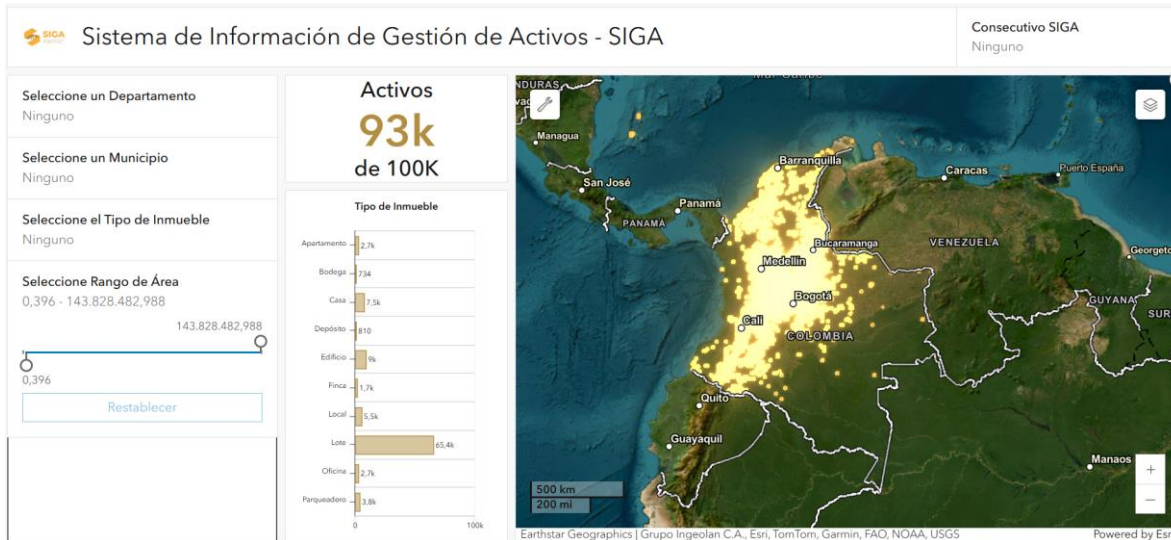 SIGA
Sistema de Información de Gestión de Activos - SIGA
Consecutivo SIGA
Ninguno
Seleccione un Departamento
Ninguno
Seleccione un Municipio
Ninguno
Seleccione el Tipo de Inmueble
Ninguno
Seleccione Rango de Área
0,396 - 143.828.482,988
143.828.482,988
0,396
Restablecer
Activos
93k
de 100K
Tipo de Inmueble
Apartamento 2,7k
Bodega 734
Casa 7,5k
Depósito 810
Edificio 9k
Finca 1,7k
Local 5,5k
Lote 65,4k
Oficina 2,7k
Parqueadero 3,8k
0 100k
Managua
San José
PANAMÁ
Panamá
Barranquilla
Caracas
Puerto España
Bucaramanga
VENEZUELA
Georgeto
Medellín
Bogotá
GUYANA
SUR
Cali
COLOMBIA
Quito
Guayaquil
Manaos
500 km
200 mi
+
−
Earthstar Geographics | Grupo Ingeolan C.A., Esri, TomTom, Garmin, FAO, NOAA, USGS
Powered by Esri